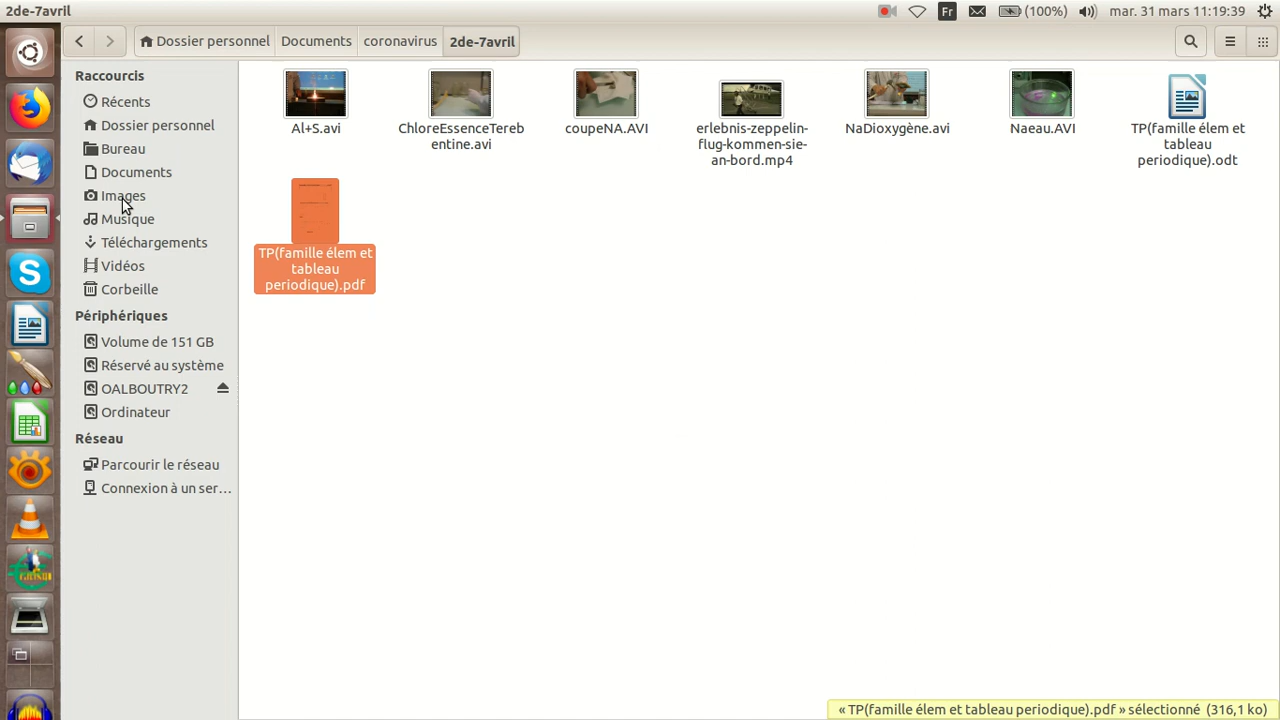 2de-7avril
Fr
(100%)
mar. 31 mars 11:19:39
Dossier personnel
Documents
coronavirus
2de-7avril
Raccourcis
Récents
Dossier personnel
Bureau
Documents
Images
Musique
Téléchargements
Vidéos
Corbeille
Périphériques
Volume de 151 GB
Réservé au système
OALBOUTRY2
Ordinateur
Réseau
Parcourir le réseau
Connexion à un ser…
Al+S.avi
ChloreEssenceTereb
entine.avi
coupeNA.AVI
erlebnis-zeppelin-
flug-kommen-sie-
an-bord.mp4
NaDioxygène.avi
Naeau.AVI
TP(famille élem et
tableau
periodique).odt
TP(famille élem et
tableau
periodique).pdf
« TP(famille élem et tableau periodique).pdf » sélectionné (316,1 ko)